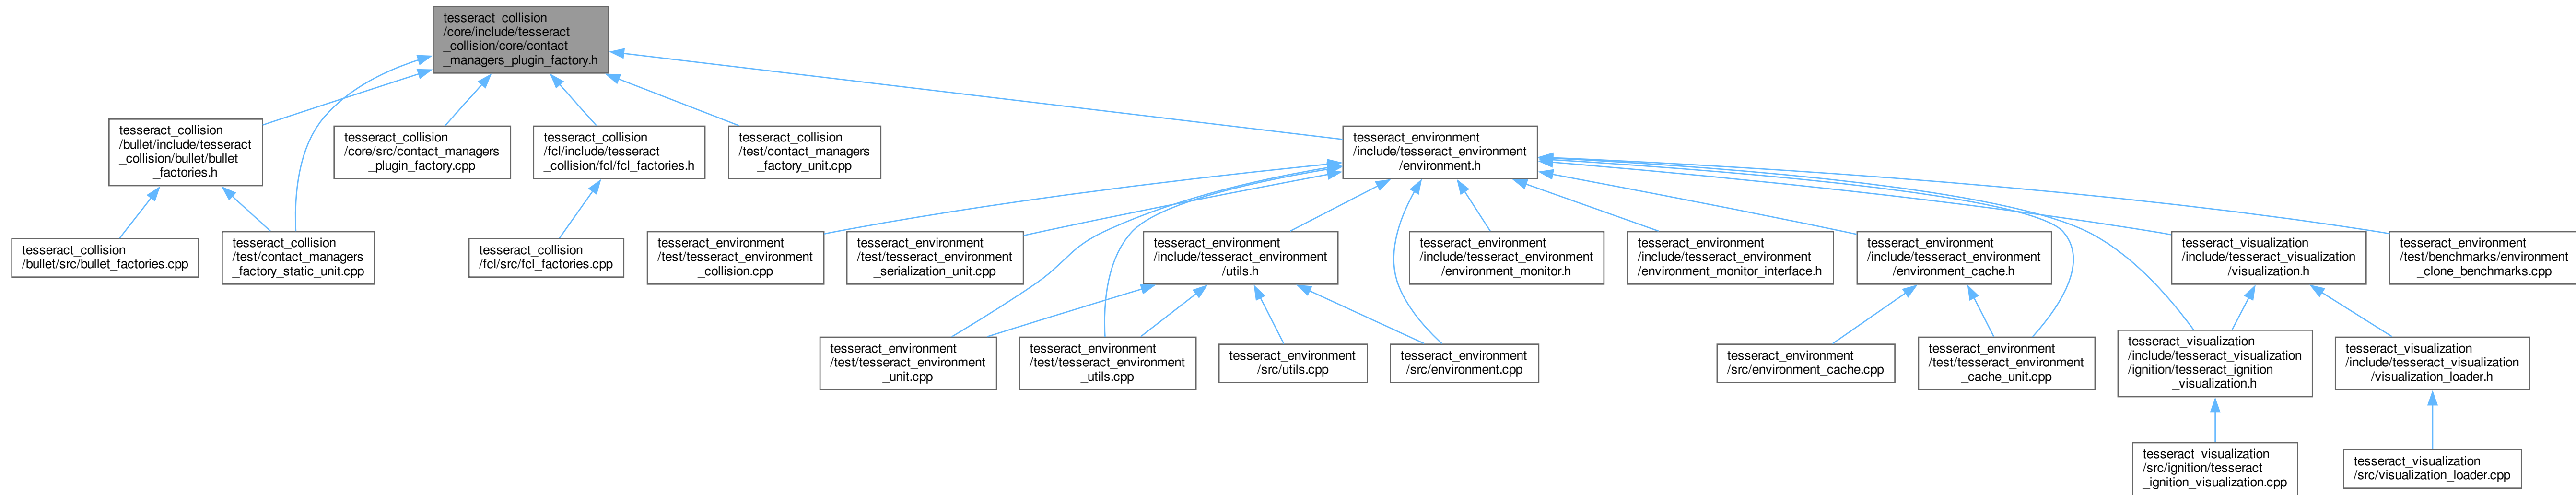 tesseract_collision
/core/include/tesseract
_collision/core/contact
_managers_plugin_factory.h
tesseract_collision
/bullet/include/tesseract
_collision/bullet/bullet
_factories.h
tesseract_collision
/core/src/contact_managers
_plugin_factory.cpp
tesseract_collision
/fcl/include/tesseract
_collision/fcl/fcl_factories.h
tesseract_collision
/test/contact_managers
_factory_unit.cpp
tesseract_environment
/include/tesseract_environment
/environment.h
tesseract_collision
/bullet/src/bullet_factories.cpp
tesseract_collision
/test/contact_managers
_factory_static_unit.cpp
tesseract_collision
/fcl/src/fcl_factories.cpp
tesseract_environment
/test/tesseract_environment
_collision.cpp
tesseract_environment
/test/tesseract_environment
_serialization_unit.cpp
tesseract_environment
/include/tesseract_environment
/utils.h
tesseract_environment
/include/tesseract_environment
/environment_monitor.h
tesseract_environment
/include/tesseract_environment
/environment_monitor_interface.h
tesseract_environment
/include/tesseract_environment
/environment_cache.h
tesseract_visualization
/include/tesseract_visualization
/visualization.h
tesseract_environment
/test/benchmarks/environment
_clone_benchmarks.cpp
tesseract_environment
/test/tesseract_environment
_unit.cpp
tesseract_environment
/test/tesseract_environment
_utils.cpp
tesseract_environment
/src/utils.cpp
tesseract_environment
/src/environment.cpp
tesseract_environment
/src/environment_cache.cpp
tesseract_environment
/test/tesseract_environment
_cache_unit.cpp
tesseract_visualization
/include/tesseract_visualization
/ignition/tesseract_ignition
_visualization.h
tesseract_visualization
/include/tesseract_visualization
/visualization_loader.h
tesseract_visualization
/src/ignition/tesseract
_ignition_visualization.cpp
tesseract_visualization
/src/visualization_loader.cpp